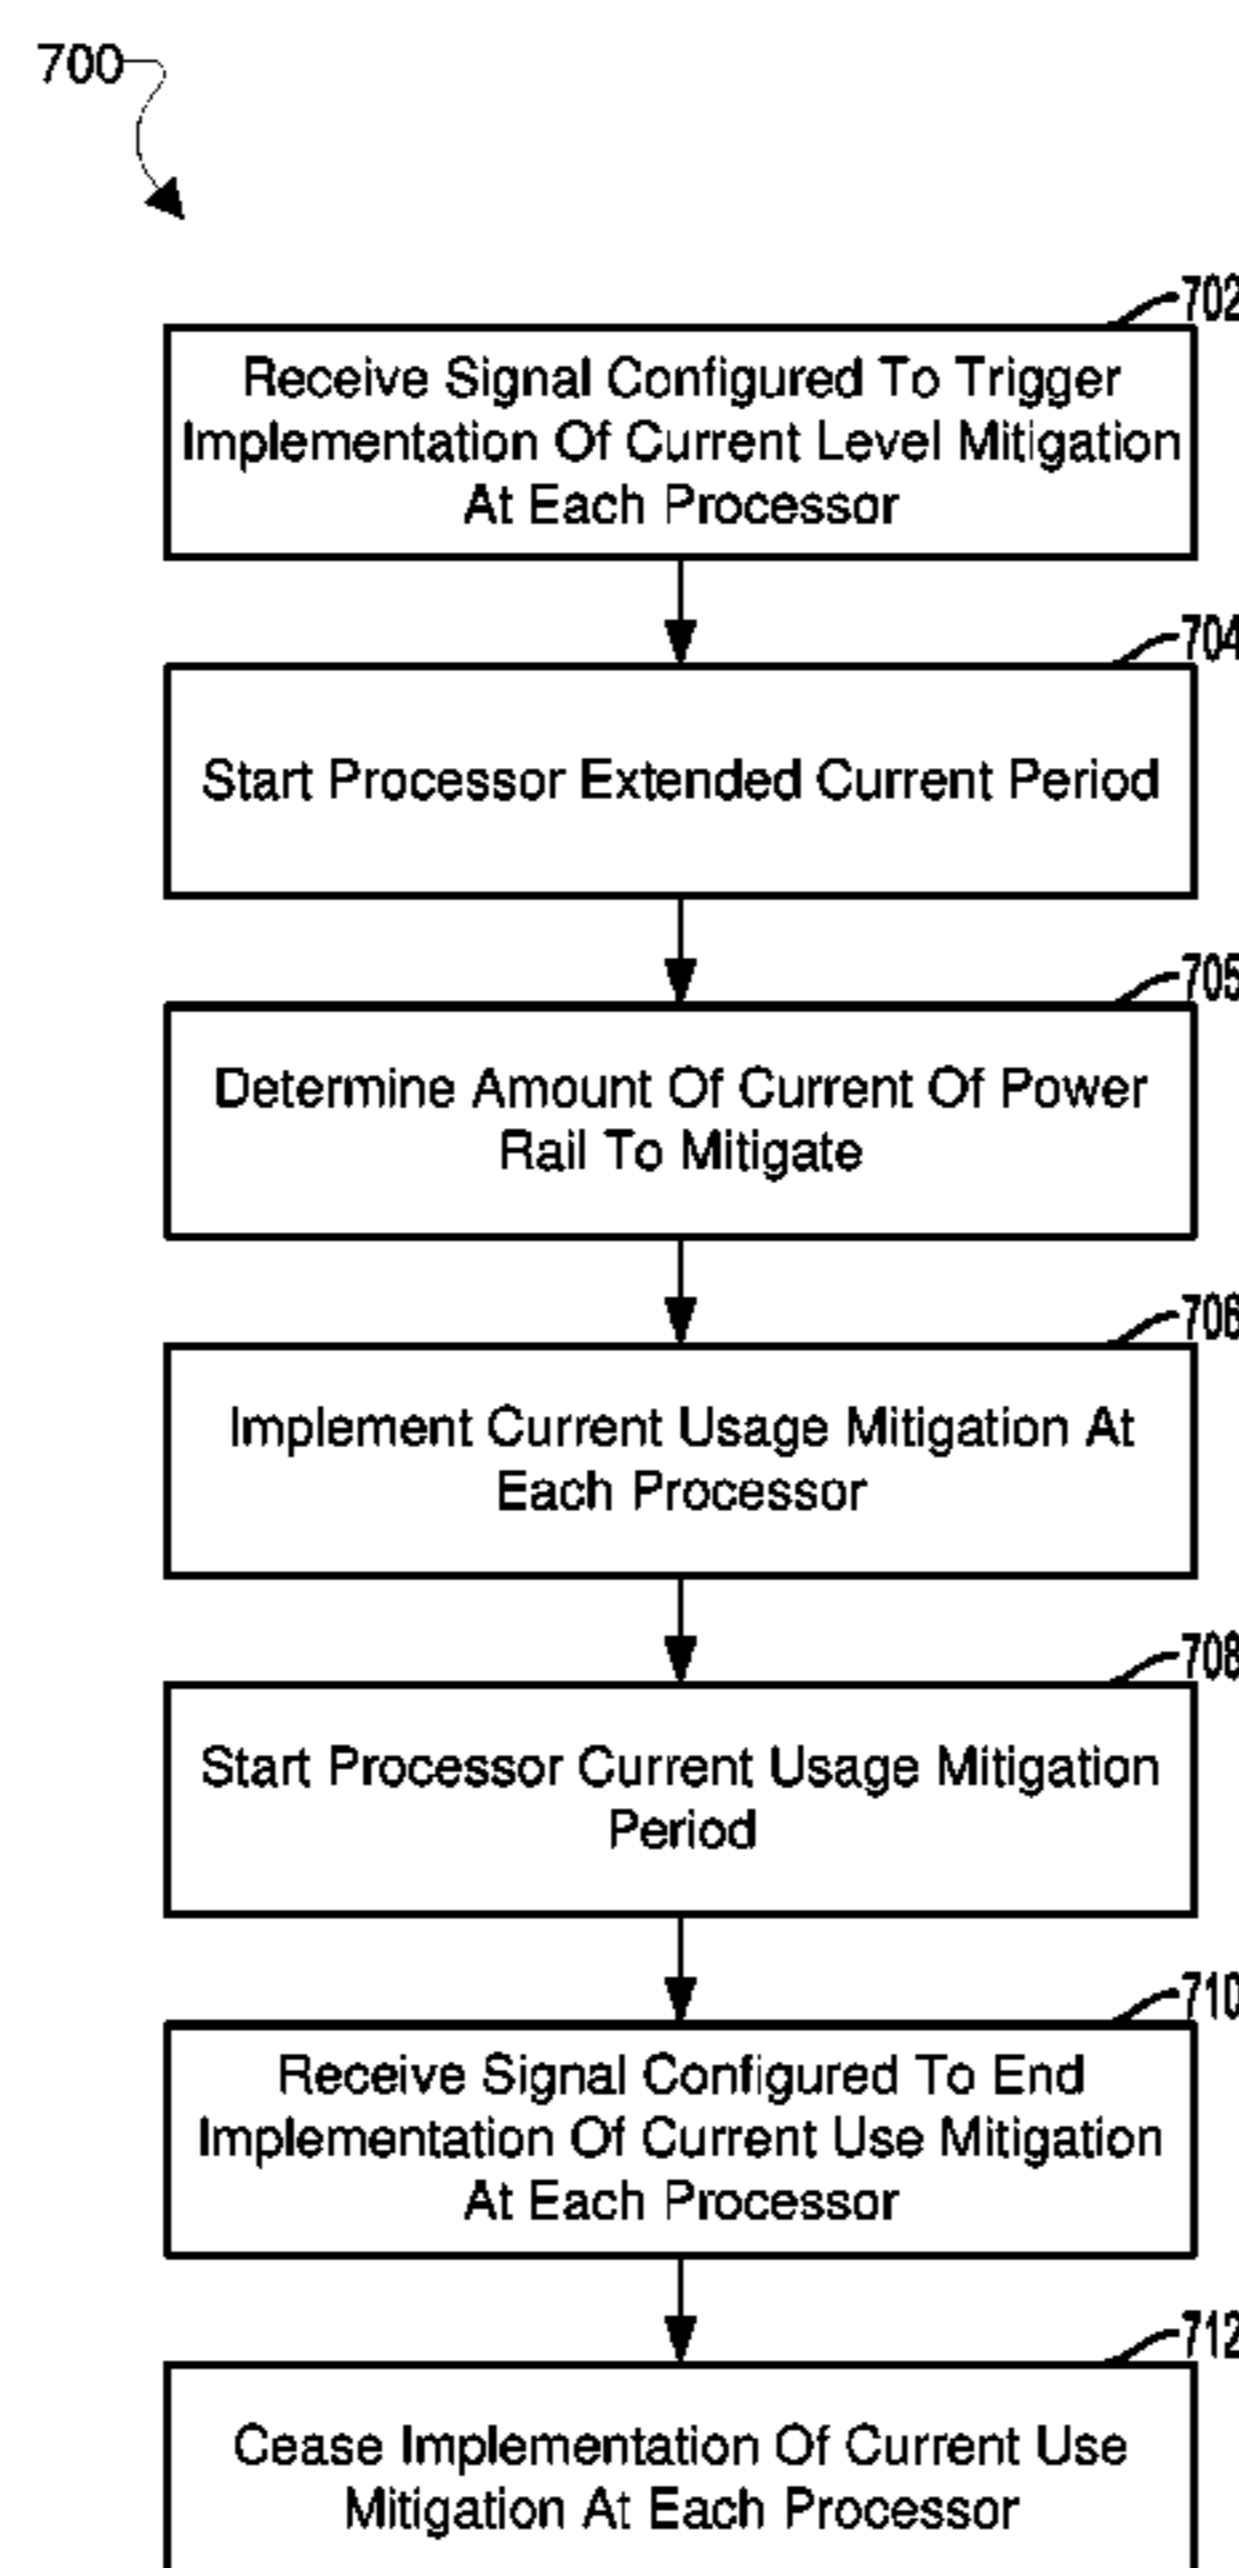 700
702
Receive Signal Configured To Trigger
Implementation Of Current Level Mitigation
At Each Processor
704
Start Processor Extended Current Period
705
Determine Amount Of Current Of Power
Rail To Mitigate
706
Implement Current Usage Mitigation At
Each Processor
708
Start Processor Current Usage Mitigation
Period
710
Receive Signal Configured To End
Implementation Of Current Use Mitigation
At Each Processor
712
Cease Implementation Of Current Use
Mitigation At Each Processor